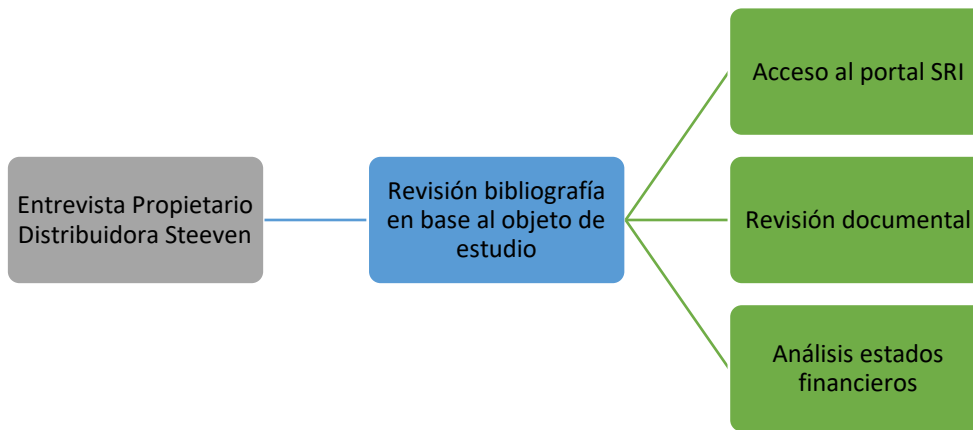 Entrevista Propietario
Distribuidora Steeven
Revisión bibliografía
en base al objeto de
estudio
Acceso al portal SRI
Revisión documental
Análisis estados
financieros